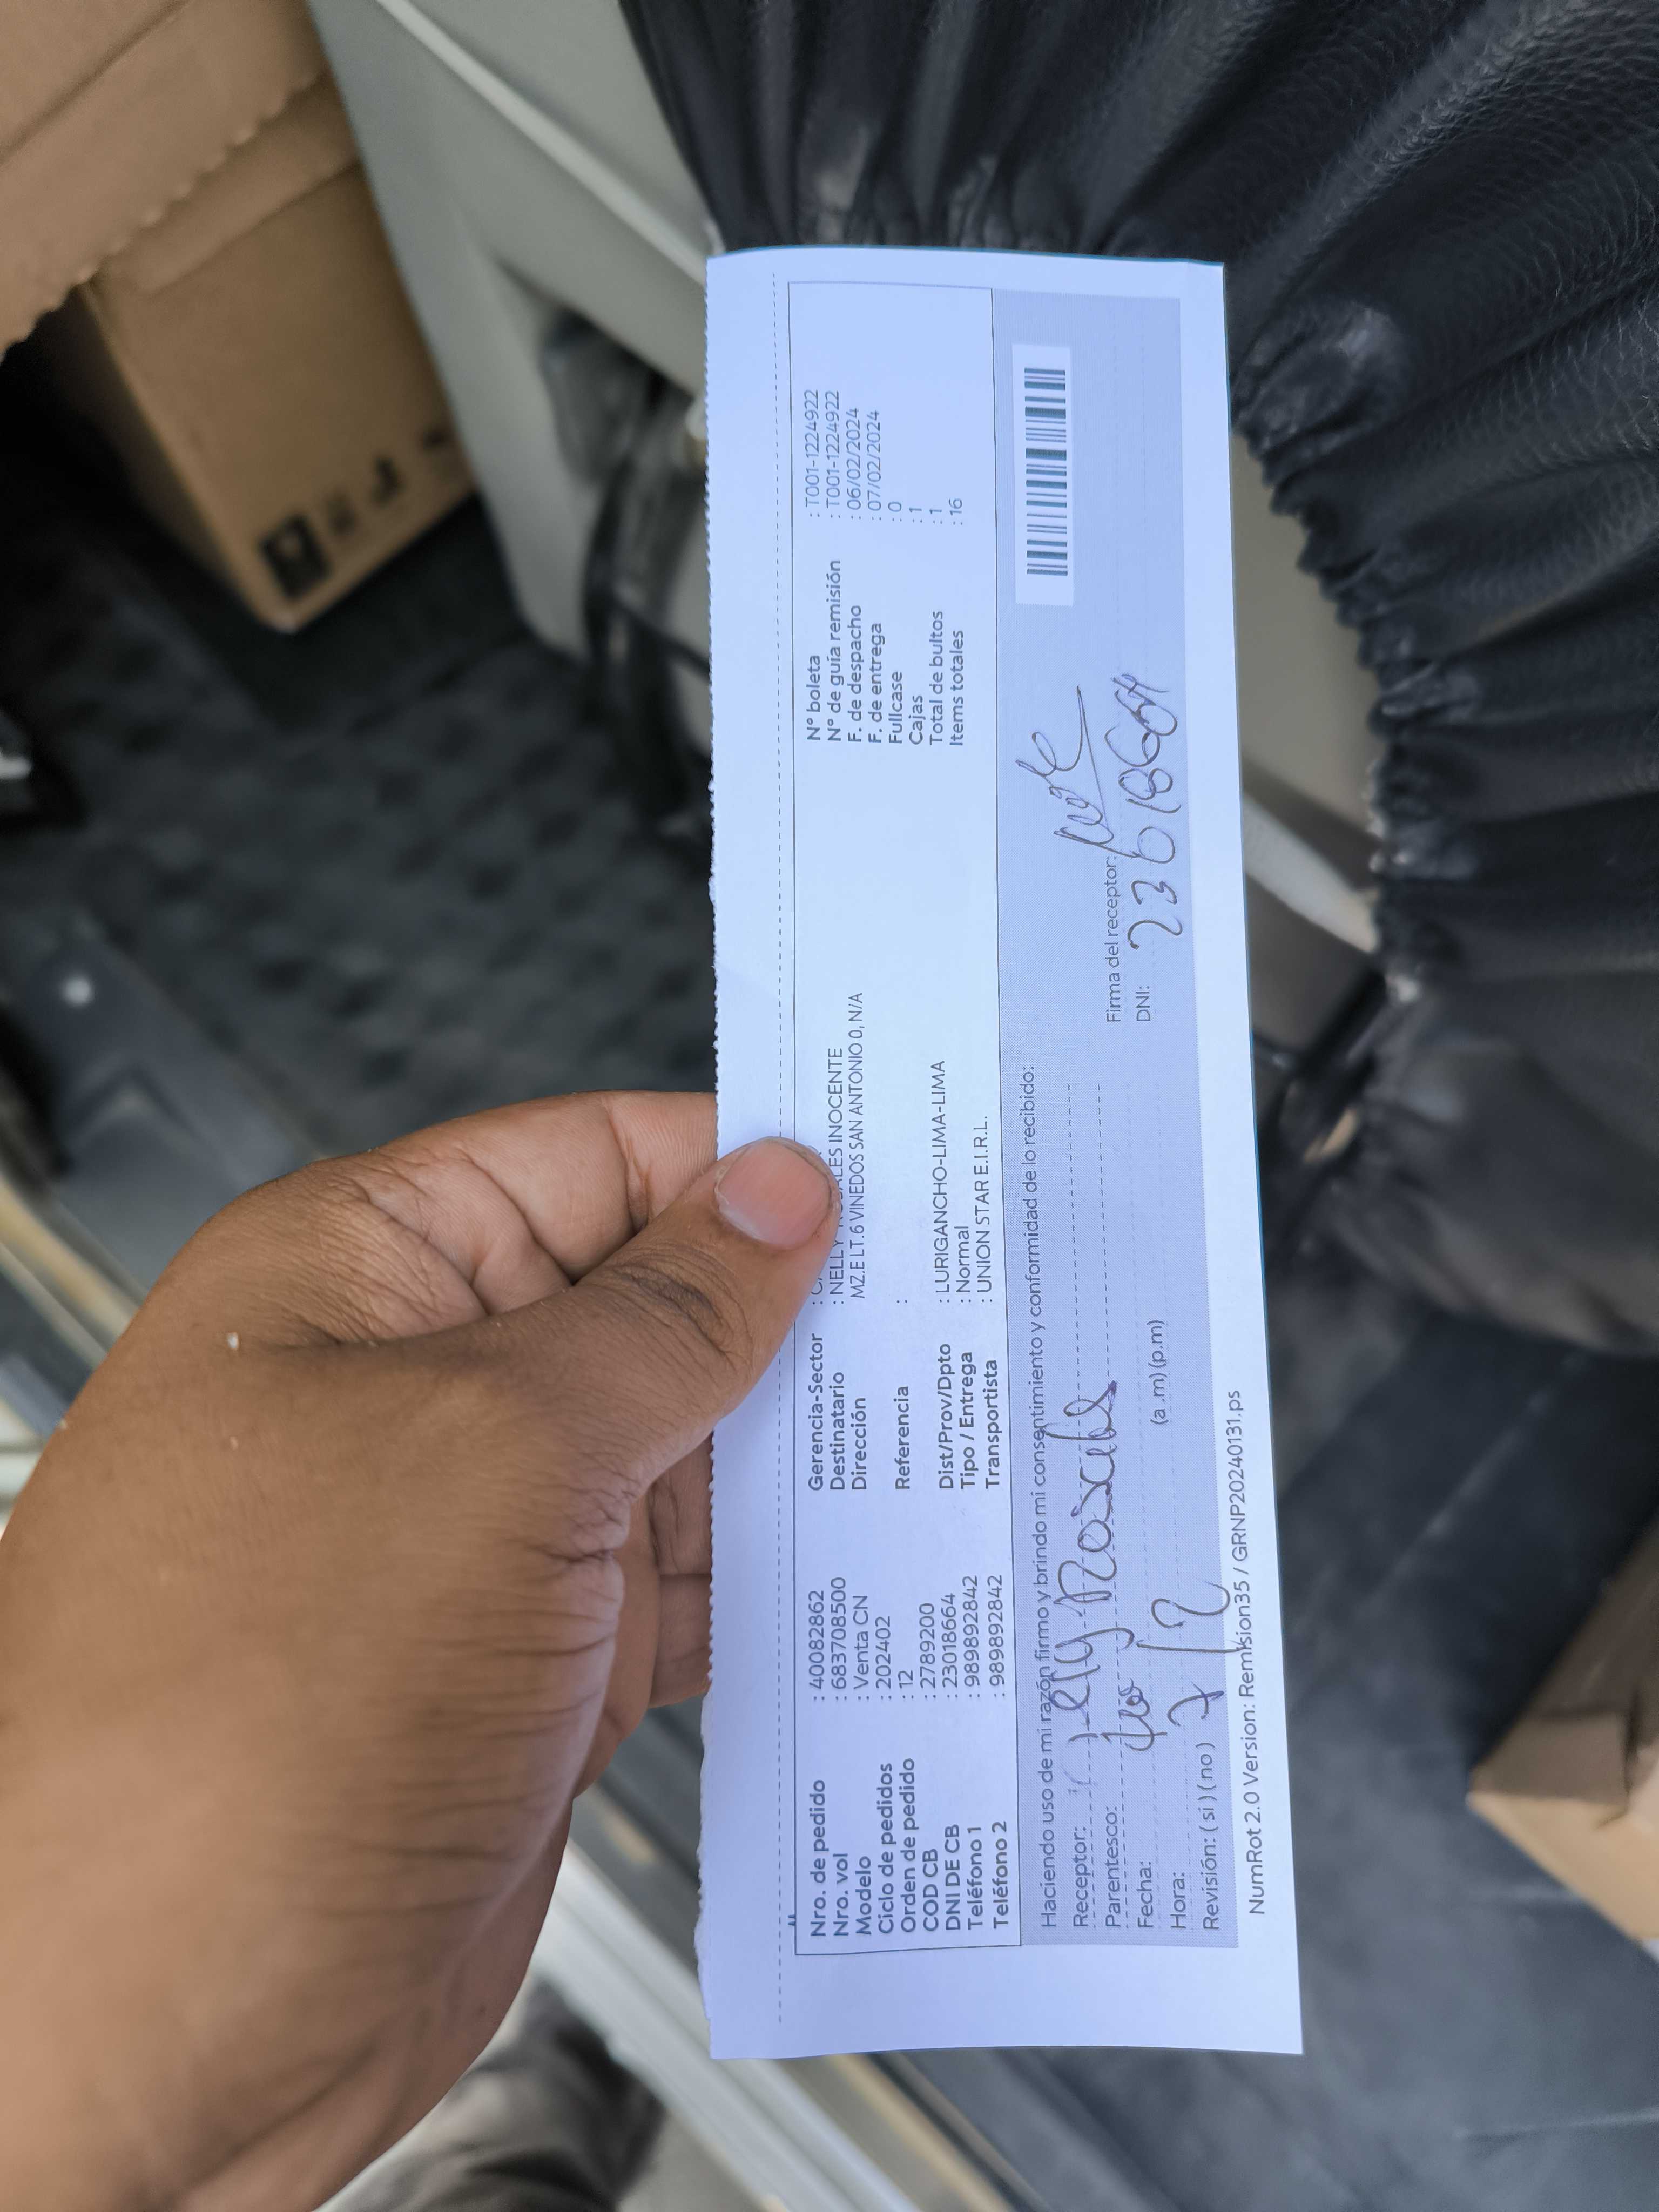 Nro. de pedido : 40082862
Nro. vol : 683708500
Modelo : Venta CN
Ciclo de pedidos : 202402
Orden de pedido : 12
COD CB : 2789200
DNI DE CB : 23018664
Teléfono 1 : 989892842
Teléfono 2 : 989892842
Gerencia-Sector :
Destinatario : NELLY INOCENTE
Dirección MZ.E LT.6 VINEDOS SAN ANTONIO 0, N/A
Referencia :
Dist/Prov/Dpto : LURIGANCHO-LIMA-LIMA
Tipo / Entrega : Normal
Transportista : UNION STAR E.I.R.L.
N° boleta : T001-1224922
N° de guía remisión : T001-1224922
F. de despacho : 06/02/2024
F. de entrega : 07/02/2024
Fullcase : 0
Cajas : 1
Total de bultos : 1
Items totales : 16
Haciendo uso de mi razón firmo y brindo mi consentimiento y conformidad de lo recibido:
Receptor: Rosales
Parentesco:
Fecha:
Hora: (a .m) (p.m)
Revisión: ( si ) ( no )
Firma del receptor:
DNI: 23018664
NumRot 2.0 Version: Remision35 / GRNP20240131.ps